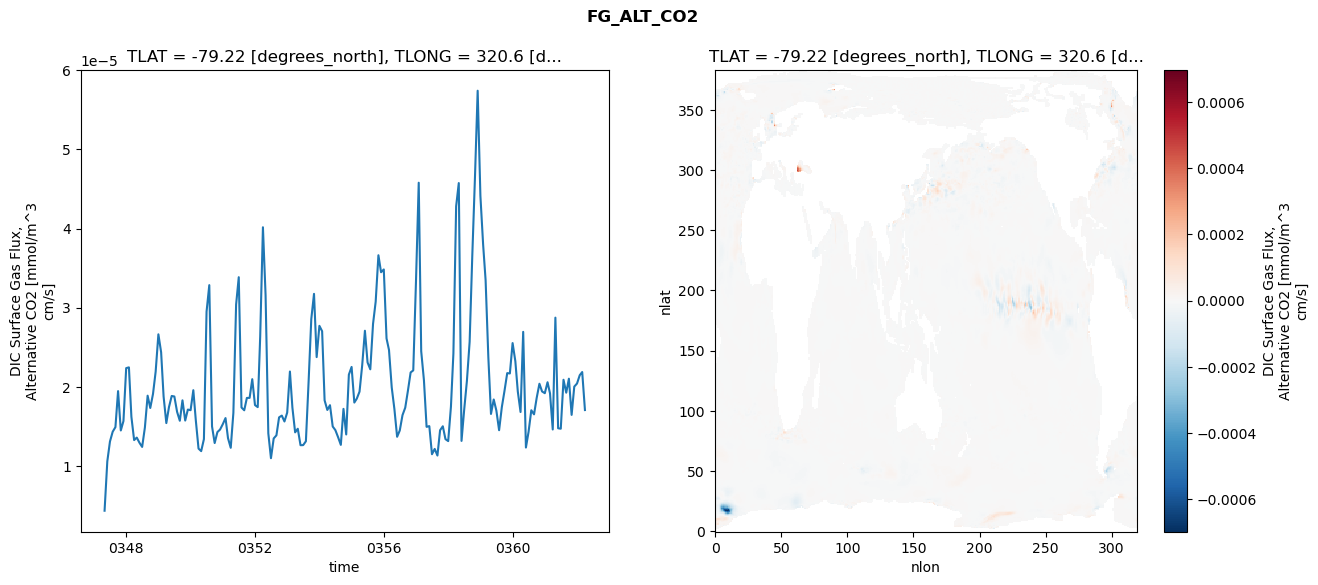 FG_ALT_CO2
TLAT = -79.22 [degrees_north], TLONG = 320.6 [d...
1e−5
6
5
4
3
2
1
DIC Surface Gas Flux,
Alternative CO2 [mmol/m^3
cm/s]
0348
0352
0356
0360
time
TLAT = -79.22 [degrees_north], TLONG = 320.6 [d...
350
300
250
200
150
100
50
0
nlat
0
50
100
150
200
250
300
nlon
0.0006
0.0004
0.0002
0.0000
−0.0002
−0.0004
−0.0006
DIC Surface Gas Flux,
Alternative CO2 [mmol/m^3
cm/s]